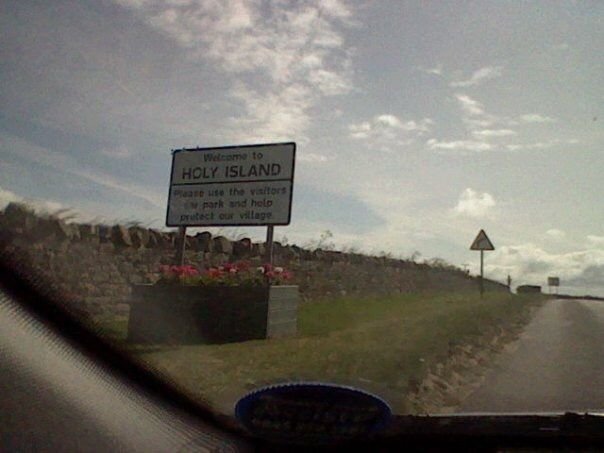 Welcome to
HOLY ISLAND
Please use the visitors
car park and help
protect our village.